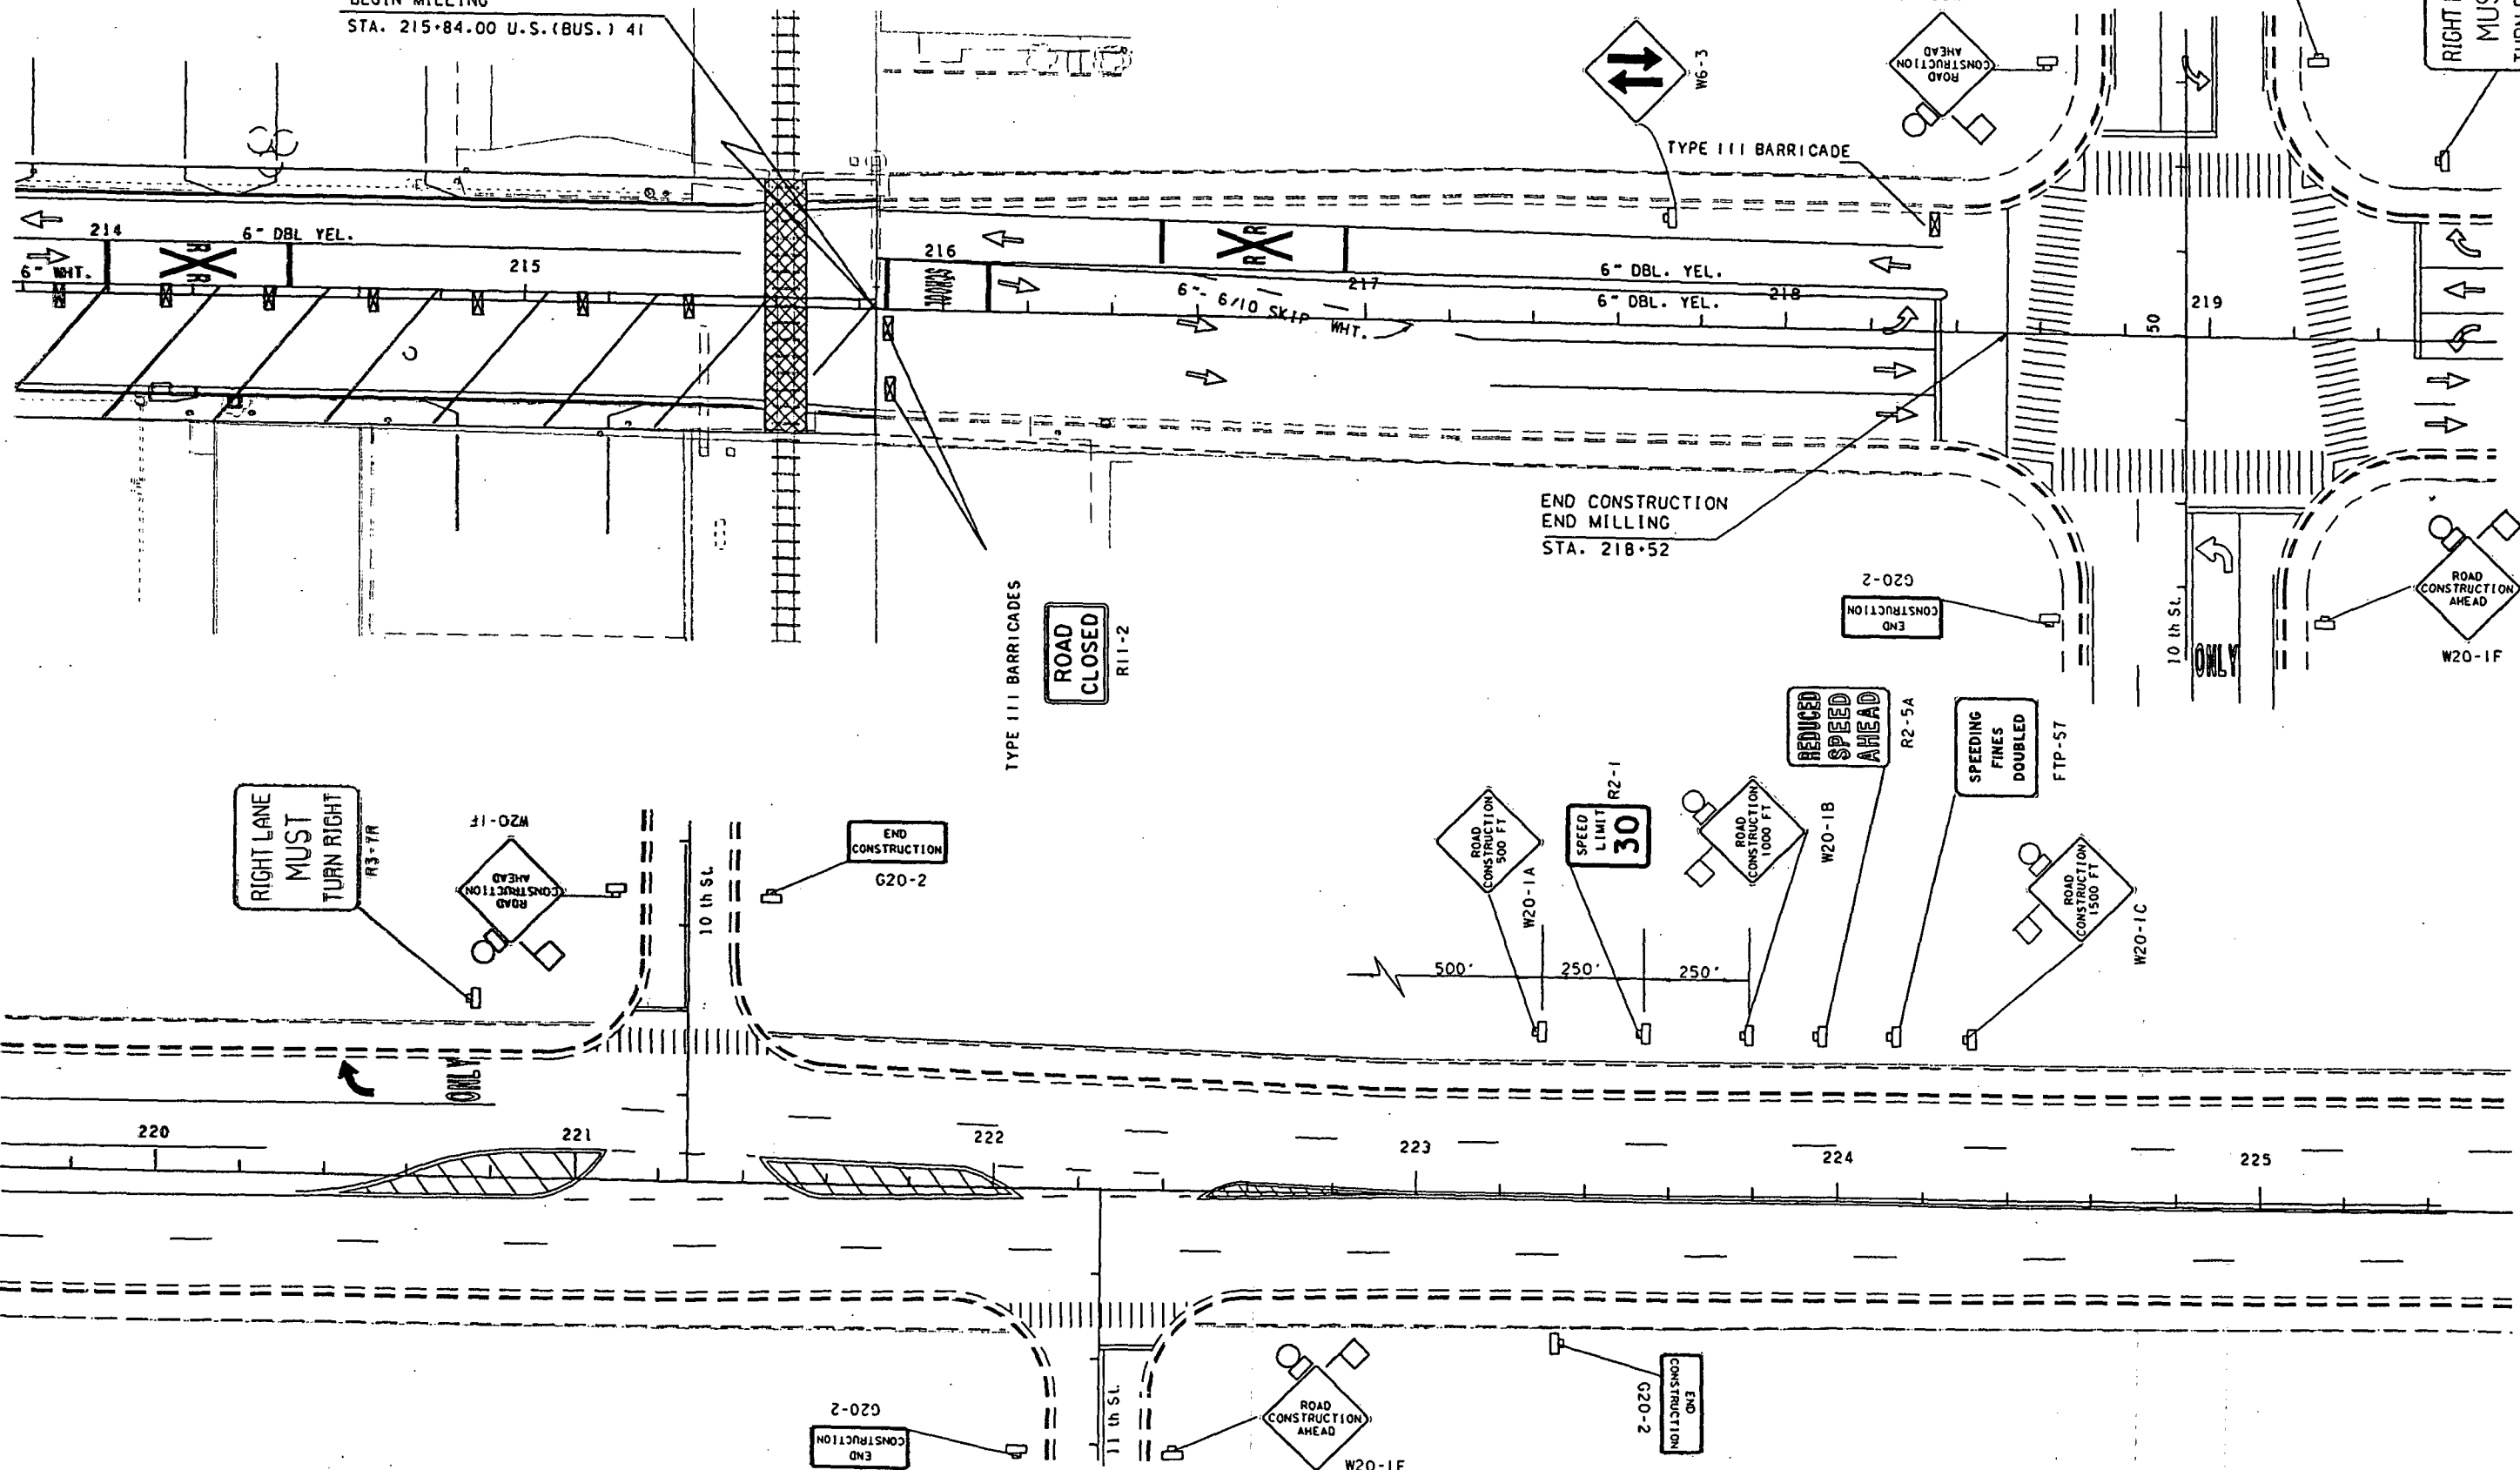 BEGIN MILLING
STA. 215+84.00 U.S.(BUS.) 41
W6-3
ROAD
CONSTRUCTION
AHEAD
RIGHT
MUS
TYPE III BARRICADE
214
6" DBL YEL.
6" WHT.
R R
215
216
R R
217
6" DBL. YEL.
218
6" DBL. YEL.
6"- 6/10 SKIP WHT.
219
50
END CONSTRUCTION
END MILLING
STA. 218+52
TYPE III BARRICADES
ROAD
CLOSED
R11-2
G20-2
END
CONSTRUCTION
10 th St.
ONLY
ROAD
CONSTRUCTION
AHEAD
W20-1F
RIGHT LANE
MUST
TURN RIGHT
R3-7R
W20-1F
ROAD
CONSTRUCTION
AHEAD
10 th St.
END
CONSTRUCTION
G20-2
ROAD
CONSTRUCTION
500 FT
W20-1A
SPEED
LIMIT
30
R2-1
ROAD
CONSTRUCTION
1000 FT
W20-1B
REDUCED
SPEED
AHEAD
R2-5A
SPEEDING
FINES
DOUBLED
FTP-57
ROAD
CONSTRUCTION
1500 FT
W20-1C
500'
250'
250'
ONLY
220
221
222
223
224
225
G20-2
END
CONSTRUCTION
11 th St.
ROAD
CONSTRUCTION
AHEAD
W20-1F
END
CONSTRUCTION
G20-2